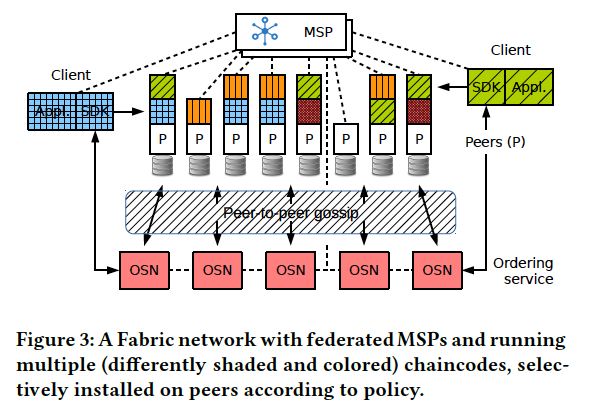 MSP
Client
Client
Appl. SDK
SDK Appl.
Peers (P)
P P P P P P P P
Peer-to-peer gossip
OSN OSN OSN OSN OSN
Ordering
service
Figure 3: A Fabric network with federated MSPs and running
multiple (differently shaded and colored) chaincodes, selec-
tively installed on peers according to policy.